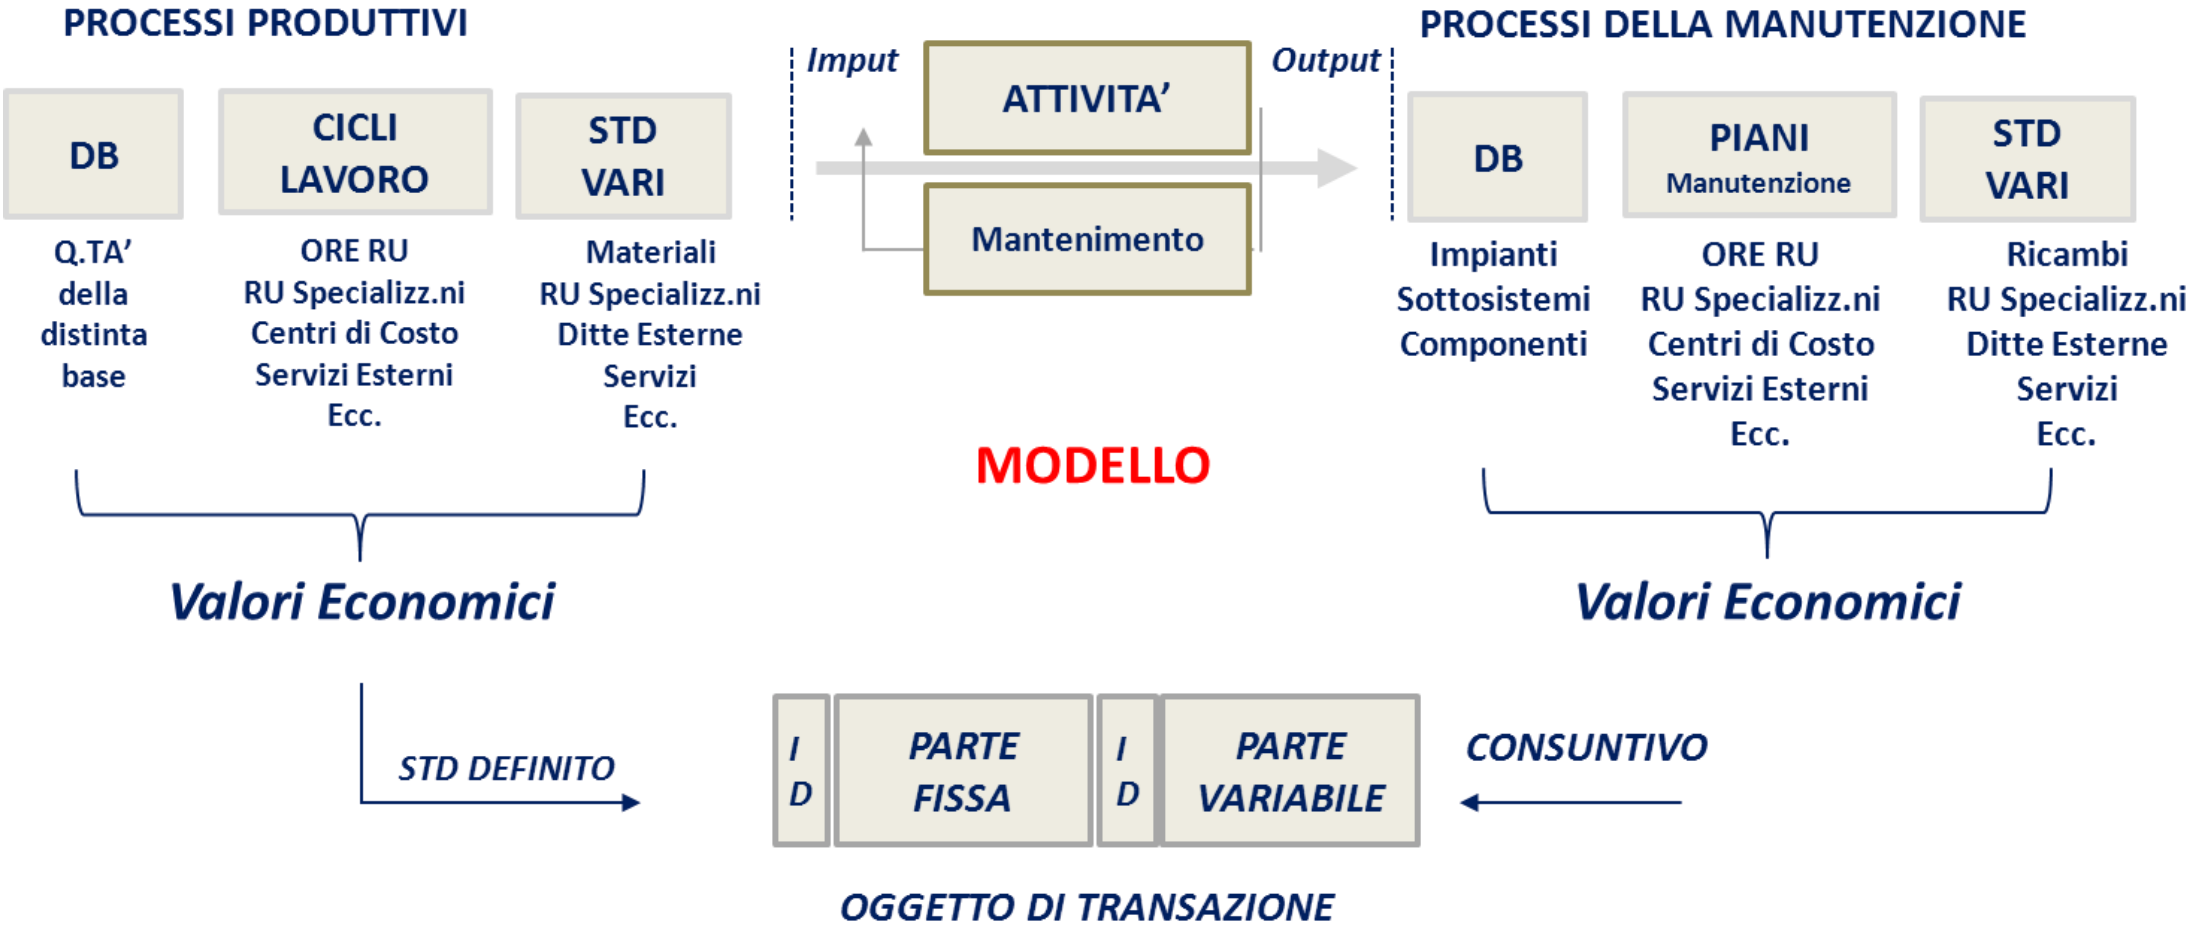 PROCESSI PRODUTTIVI
DB
CICLI
LAVORO
STD
VARI
Q.TA’
della
distinta
base
ORE RU
RU Specializz.ni
Centri di Costo
Servizi Esterni
Ecc.
Materiali
RU Specializz.ni
Ditte Esterne
Servizi
Ecc.
Valori Economici
Imput
ATTIVITA’
Output
Mantenimento
MODELLO
PROCESSI DELLA MANUTENZIONE
DB
PIANI
Manutenzione
STD
VARI
Impianti
Sottosistemi
Componenti
ORE RU
RU Specializz.ni
Centri di Costo
Servizi Esterni
Ecc.
Ricambi
RU Specializz.ni
Ditte Esterne
Servizi
Ecc.
Valori Economici
STD DEFINITO
I
D
PARTE
FISSA
I
D
PARTE
VARIABILE
CONSUNTIVO
OGGETTO DI TRANSAZIONE